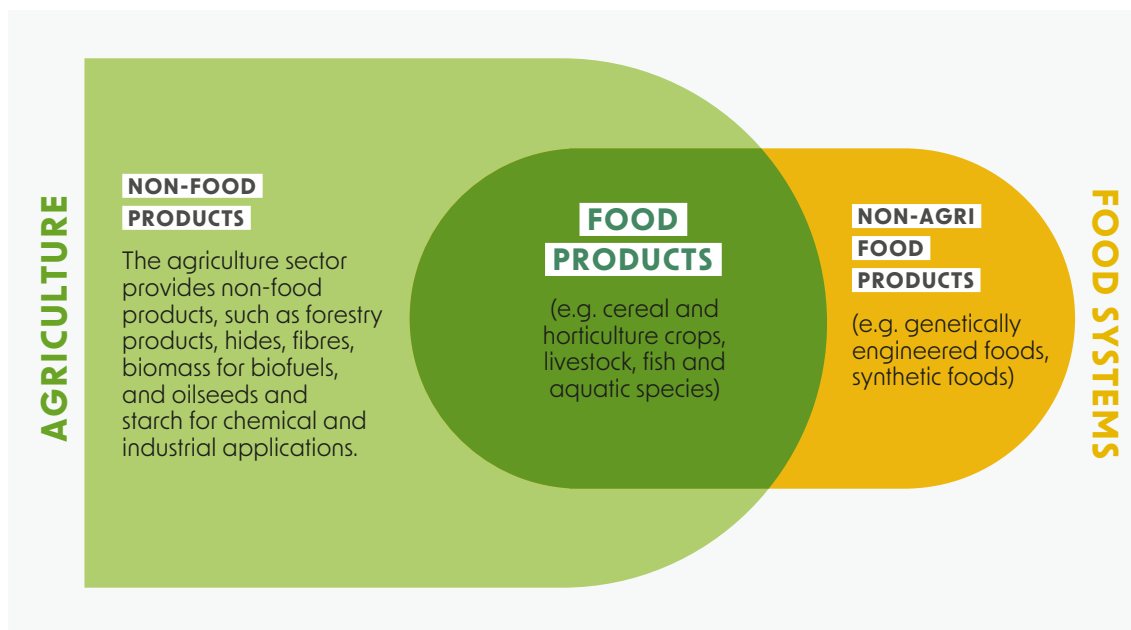 AGRICULTURE
NON-FOOD
PRODUCTS
The agriculture sector
provides non-food
products, such as forestry
products, hides, fibres,
biomass for biofuels,
and oilseeds and
starch for chemical and
industrial applications.
FOOD
PRODUCTS
(e.g. cereal and
horticulture crops,
livestock, fish and
aquatic species)
NON-AGRI
FOOD
PRODUCTS
(e.g. genetically
engineered foods,
synthetic foods)
FOOD SYSTEMS